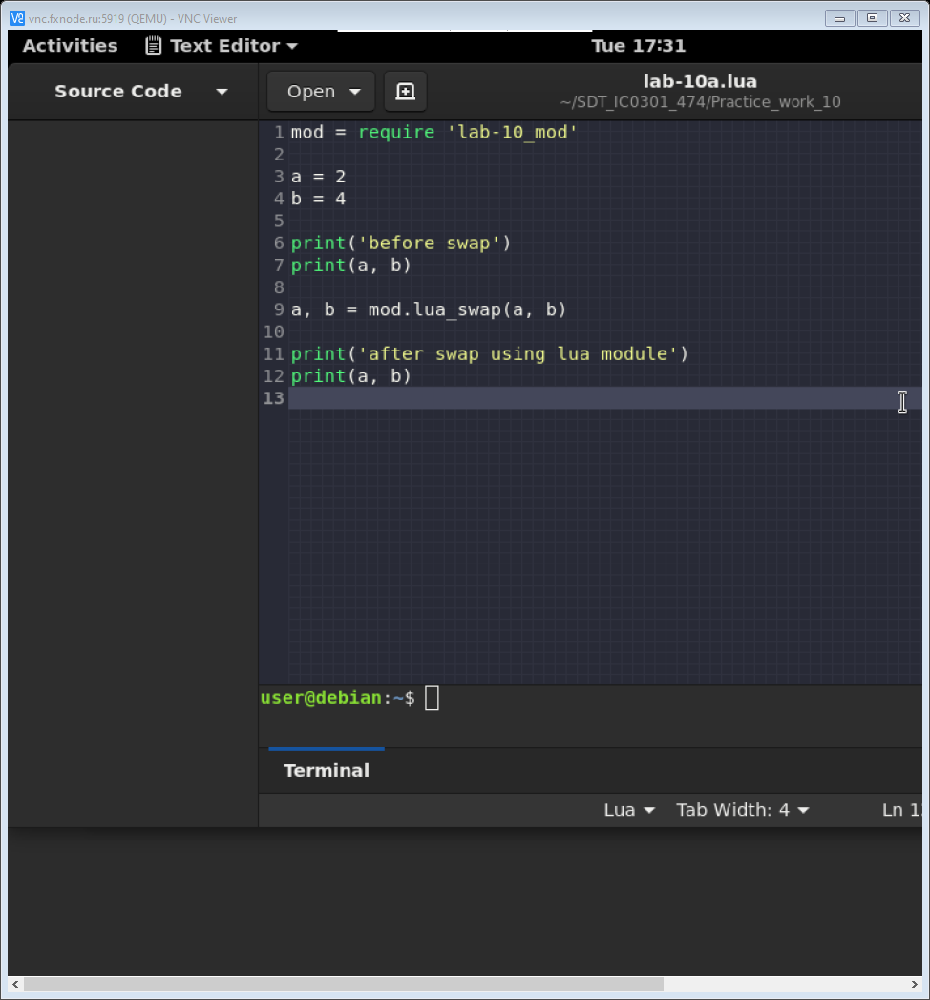 vnc.fxnode.ru:5919 (QEMU) - VNC Viewer
Activities Text Editor Tue 17:31
Source Code Open lab-10a.lua
~/SDT_IC0301_474/Practice_work_10
1 mod = require 'lab-10_mod'
2
3 a = 2
4 b = 4
5
6 print('before swap')
7 print(a, b)
8
9 a, b = mod.lua_swap(a, b)
10
11 print('after swap using lua module')
12 print(a, b)
13
user@debian:~$
Terminal
Lua Tab Width: 4 Ln 1